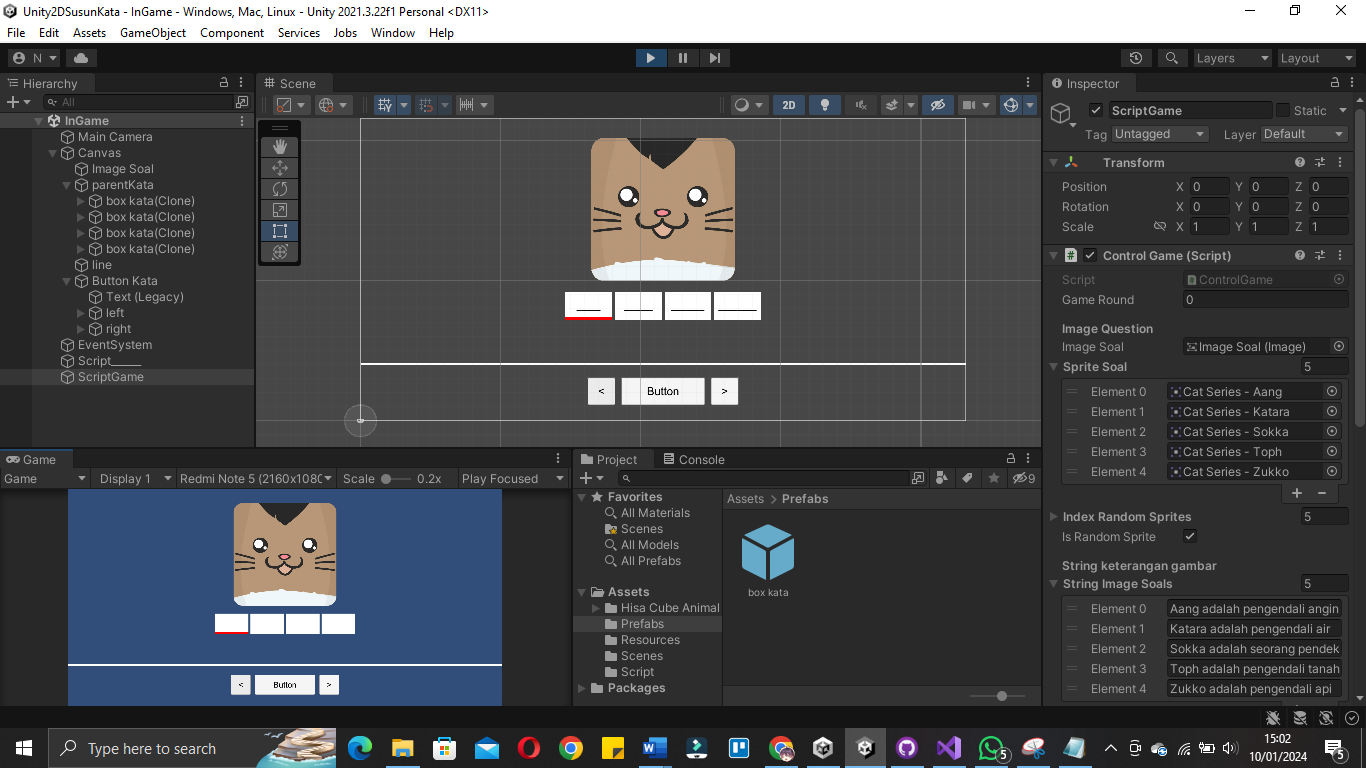 Unity2DSusunKata - InGame - Windows, Mac, Linux - Unity 2021.3.22f1 Personal <DX11>
File Edit Assets GameObject Component Services Jobs Window Help
N Layers Layout
Hierarchy
All
InGame
Main Camera
Canvas
Image Soal
parentKata
box kata(Clone)
box kata(Clone)
box kata(Clone)
box kata(Clone)
line
Button Kata
Text (Legacy)
left
right
EventSystem
Script_____
ScriptGame
Scene
2D
< Button >
Inspector
ScriptGame Static
Tag Untagged Layer Default
Transform
Position X 0 Y 0 Z 0
Rotation X 0 Y 0 Z 0
Scale X 1 Y 1 Z 1
Control Game (Script)
Script ControlGame
Game Round 0
Image Question
Image Soal Image Soal (Image)
Sprite Soal 5
Element 0 Cat Series - Aang
Element 1 Cat Series - Katara
Element 2 Cat Series - Sokka
Element 3 Cat Series - Toph
Element 4 Cat Series - Zukko
+ −
Index Random Sprites 5
Is Random Sprite
String keterangan gambar
String Image Soals 5
Element 0 Aang adalah pengendali angin
Element 1 Katara adalah pengendali air
Element 2 Sokka adalah seorang pendek
Element 3 Toph adalah pengendali tanah
Element 4 Zukko adalah pengendali api
Game
Game Display 1 Redmi Note 5 (2160x1080 Scale 0.2x Play Focused
< Button >
Project Console
9
Favorites
All Materials
Scenes
All Models
All Prefabs
Assets
Hisa Cube Animal
Prefabs
Resources
Scenes
Script
Packages
Assets > Prefabs
box kata
Type here to search
5
15:02
10/01/2024
5